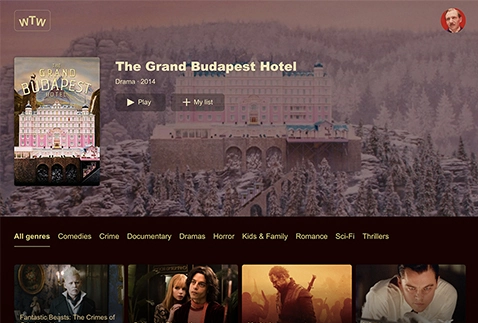 WTW
The Grand Budapest Hotel
Drama 2014
Play
My list
THE
GRAND
BUDAPEST
HOTEL
All genres Comedies Crime Documentary Dramas Horror Kids & Family Romance Sci-Fi Thrillers
Fantastic Beasts: The Crimes of